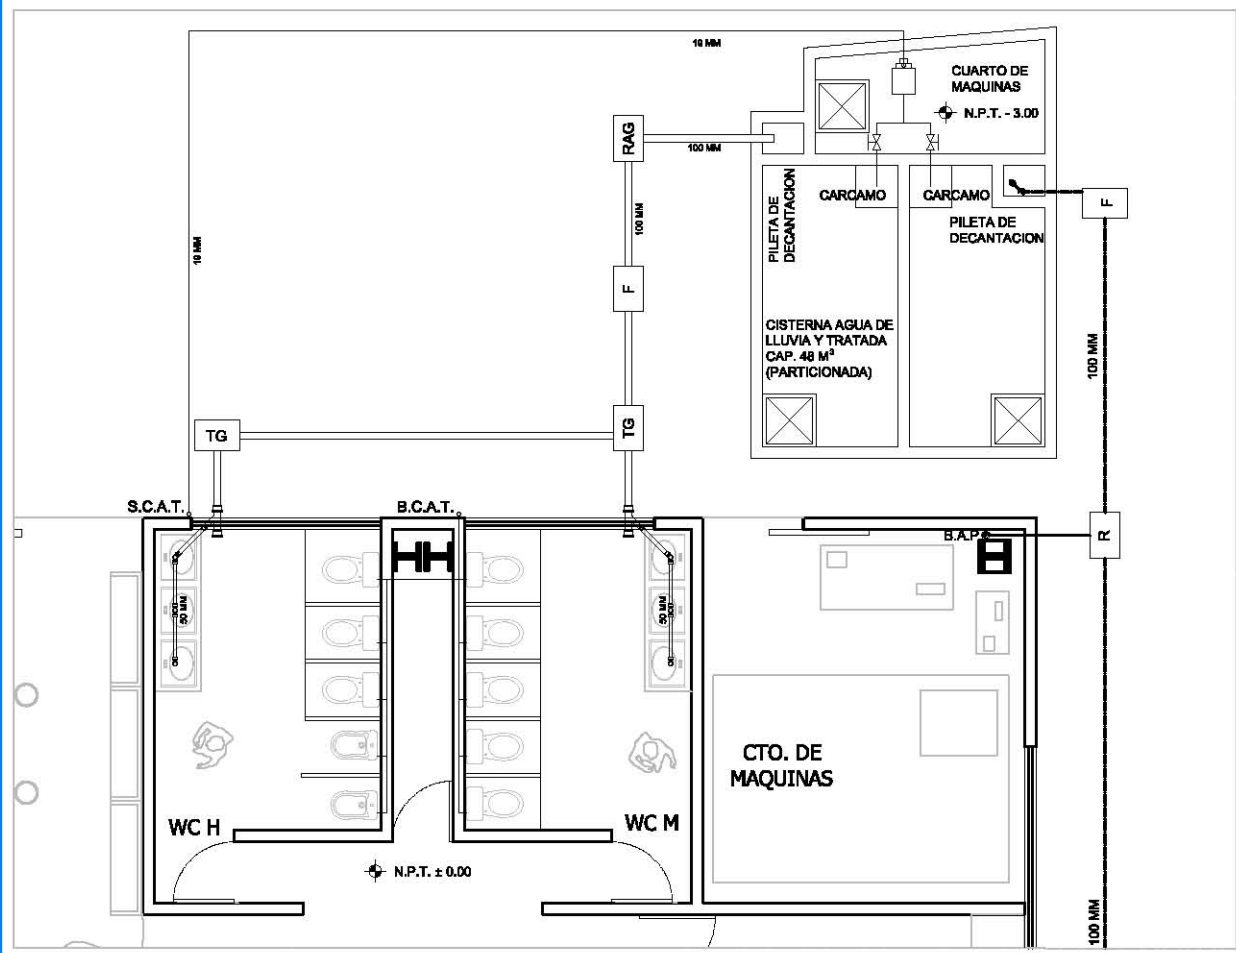 19 MM
CUARTO DE
MAQUINAS
N.P.T. - 3.00
RAG
100 MM
CARCAMO
CARCAMO
PILETA DE
DECANTACION
PILETA DE
DECANTACION
F
100 MM
19 MM
F
CISTERNA AGUA DE
LLUVIA Y TRATADA
CAP. 48 M³
(PARTICIONADA)
100 MM
TG
TG
S.C.A.T.
B.C.A.T.
B.A.P.
R
50 MM
50 MM
CTO. DE
MAQUINAS
WC H
WC M
N.P.T. ± 0.00
100 MM